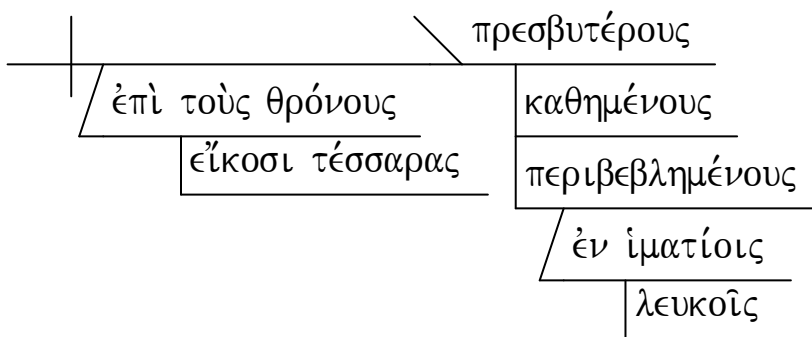 πρεσβυτέρους
ἐπὶ τοὺς θρόνους
καθημένους
εἴκοσι τέσσαρας
περιβεβλημένους
ἐν ἱματίοις
λευκοῖς